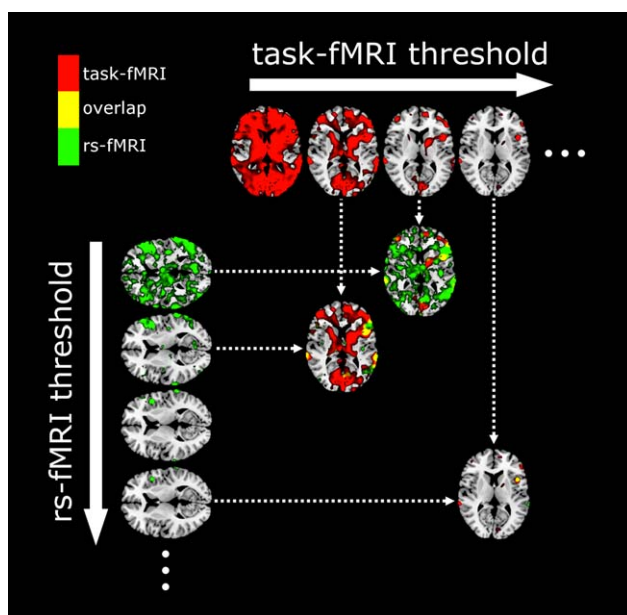 task-fMRI threshold
task-fMRI
overlap
rs-fMRI
rs-fMRI threshold